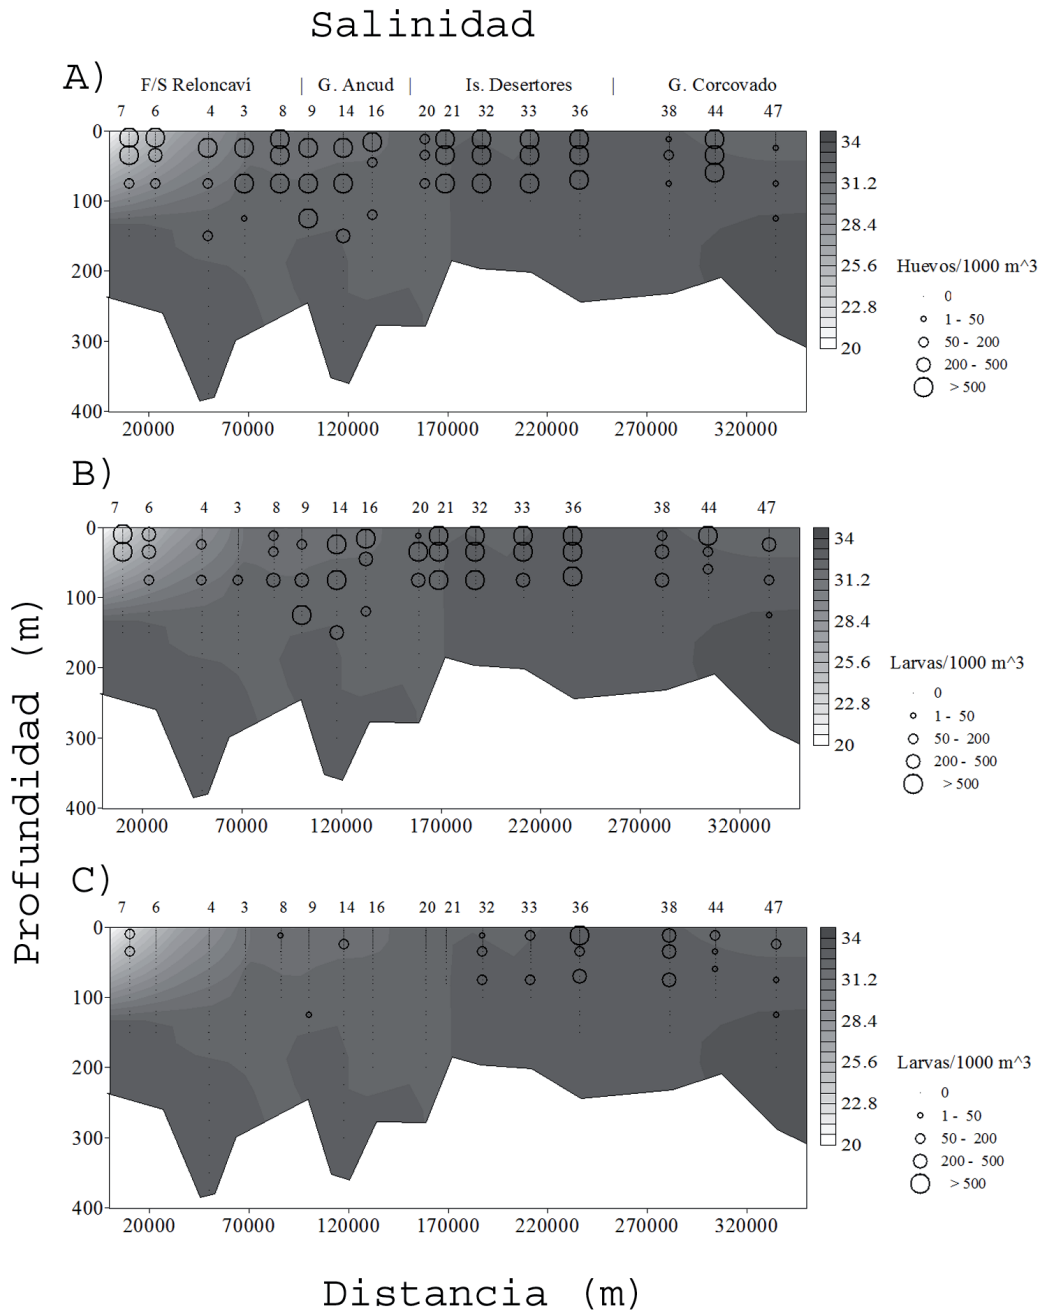 Salinidad
A)
F/S Reloncaví | G. Ancud | Is. Desertores | G. Corcovado
7 6 4 3 8 9 14 16 20 21 32 33 36 38 44 47
0
100
200
300
400
20000 70000 120000 170000 220000 270000 320000
34
31.2
28.4
25.6
22.8
20
Huevos/1000 m^3
0
1 - 50
50 - 200
200 - 500
> 500
B)
7 6 4 3 8 9 14 16 20 21 32 33 36 38 44 47
0
100
200
300
400
20000 70000 120000 170000 220000 270000 320000
34
31.2
28.4
25.6
22.8
20
Larvas/1000 m^3
0
1 - 50
50 - 200
200 - 500
> 500
Profundidad (m)
C)
7 6 4 3 8 9 14 16 20 21 32 33 36 38 44 47
0
100
200
300
400
20000 70000 120000 170000 220000 270000 320000
34
31.2
28.4
25.6
22.8
20
Larvas/1000 m^3
0
1 - 50
50 - 200
200 - 500
> 500
Distancia (m)